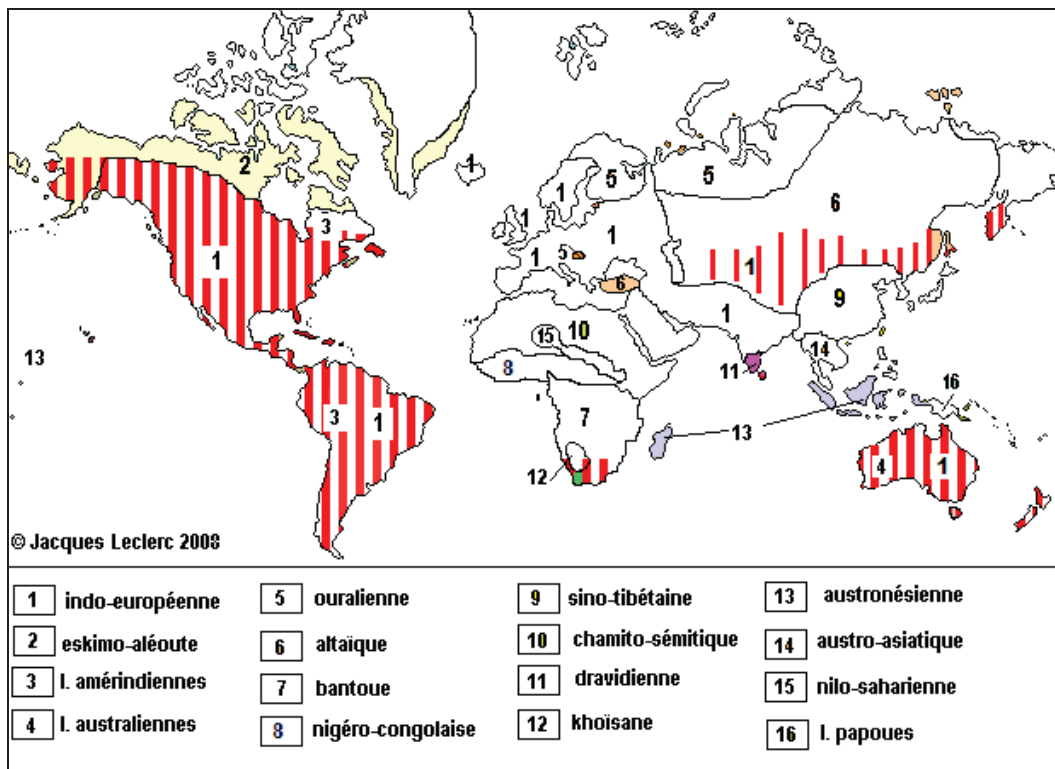 1
2
5
5
1
6
3
1
1
1
1
5
1
6
9
1
10
15
14
13
8
11
16
3
1
7
13
12
4
1
© Jacques Leclerc 2008
1 indo-européenne
2 eskimo-aléoute
3 l. amérindiennes
4 l. australiennes
5 ouralienne
6 altaïque
7 bantoue
8 nigéro-congolaise
9 sino-tibétaine
10 chamito-sémitique
11 dravidienne
12 khoïsane
13 austronésienne
14 austro-asiatique
15 nilo-saharienne
16 l. papoues